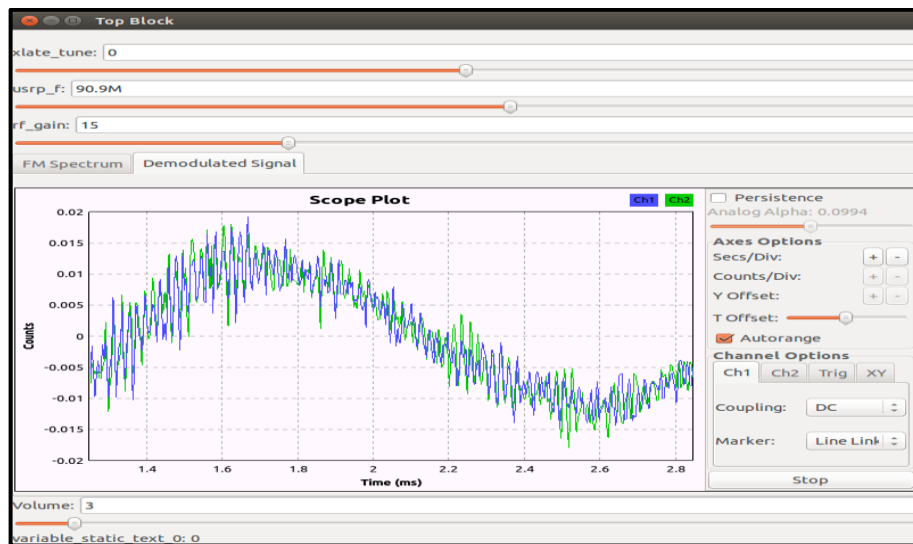 Top Block
xlate_tune: 0
usrp_f: 90.9M
rf_gain: 15
FM Spectrum Demodulated Signal
Scope Plot
Ch1 Ch2
0.02
0.015
0.01
0.005
0
-0.005
-0.01
-0.015
-0.02
Counts
1.4 1.6 1.8 2 2.2 2.4 2.6 2.8
Time (ms)
Persistence
Analog Alpha: 0.0994
Axes Options
Secs/Div: + -
Counts/Div: + -
Y Offset: + -
T Offset:
Autorange
Channel Options
Ch1 Ch2 Trig XY
Coupling: DC
Marker: Line Link
Stop
Volume: 3
variable_static_text_0: 0